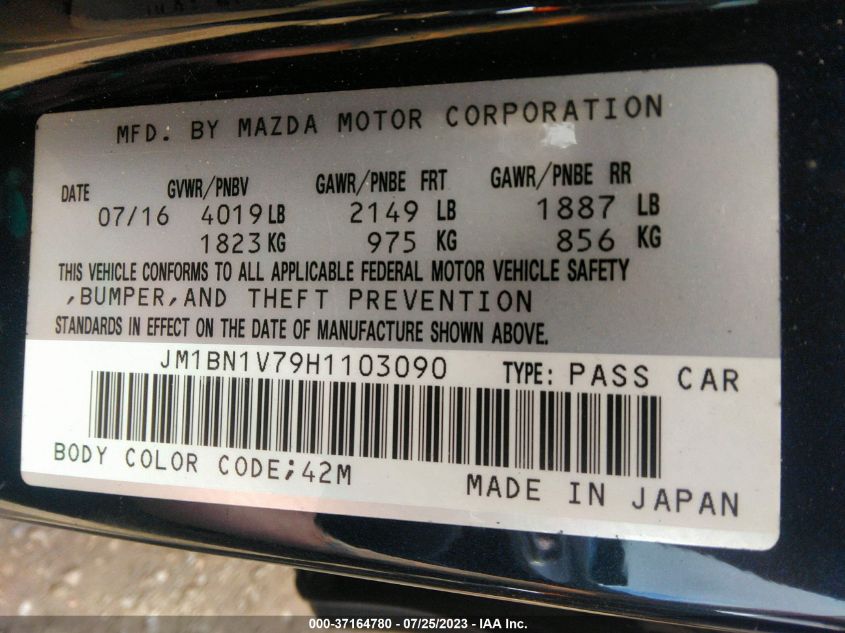 MFD. BY MAZDA MOTOR CORPORATION
DATE GVWR/PNBV GAWR/PNBE FRT GAWR/PNBE RR
07/16 4019 LB 2149 LB 1887 LB
1823 KG 975 KG 856 KG
THIS VEHICLE CONFORMS TO ALL APPLICABLE FEDERAL MOTOR VEHICLE SAFETY
,BUMPER,AND THEFT PREVENTION
STANDARDS IN EFFECT ON THE DATE OF MANUFACTURE SHOWN ABOVE.
JM1BN1V79H1103090 TYPE: PASS CAR
BODY COLOR CODE;42M
MADE IN JAPAN
000-37164780 - 07/25/2023 - IAA Inc.